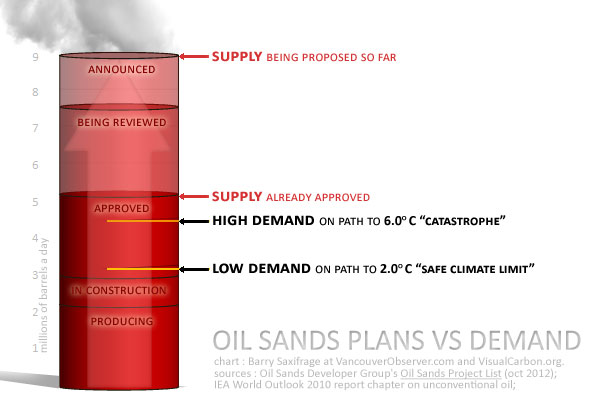 9
ANNOUNCED
SUPPLY BEING PROPOSED SO FAR
8
BEING REVIEWED
7
6
5
SUPPLY ALREADY APPROVED
APPROVED
HIGH DEMAND ON PATH TO 6.0° C “CATASTROPHE”
4
LOW DEMAND ON PATH TO 2.0° C “SAFE CLIMATE LIMIT”
3
IN CONSTRUCTION
2
PRODUCING
1
millions of barrels a day
OIL SANDS PLANS VS DEMAND
chart : Barry Saxifrage at VancouverObserver.com and VisualCarbon.org.
sources : Oil Sands Developer Group's Oil Sands Project List (oct 2012);
IEA World Outlook 2010 report chapter on unconventional oil;